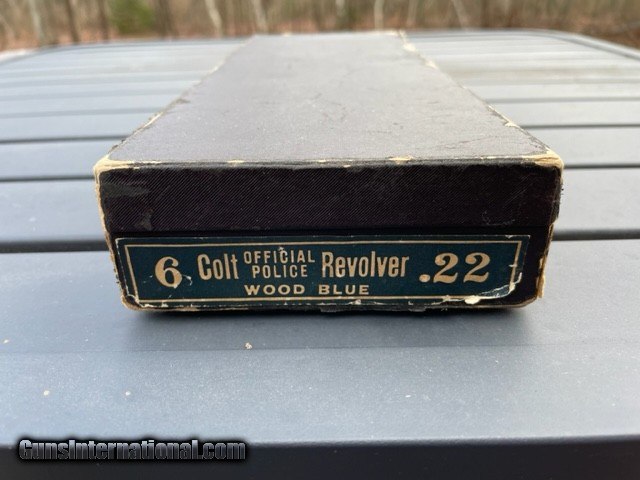 6 Colt OFFICIAL POLICE Revolver .22
WOOD BLUE
GunsInternational.com